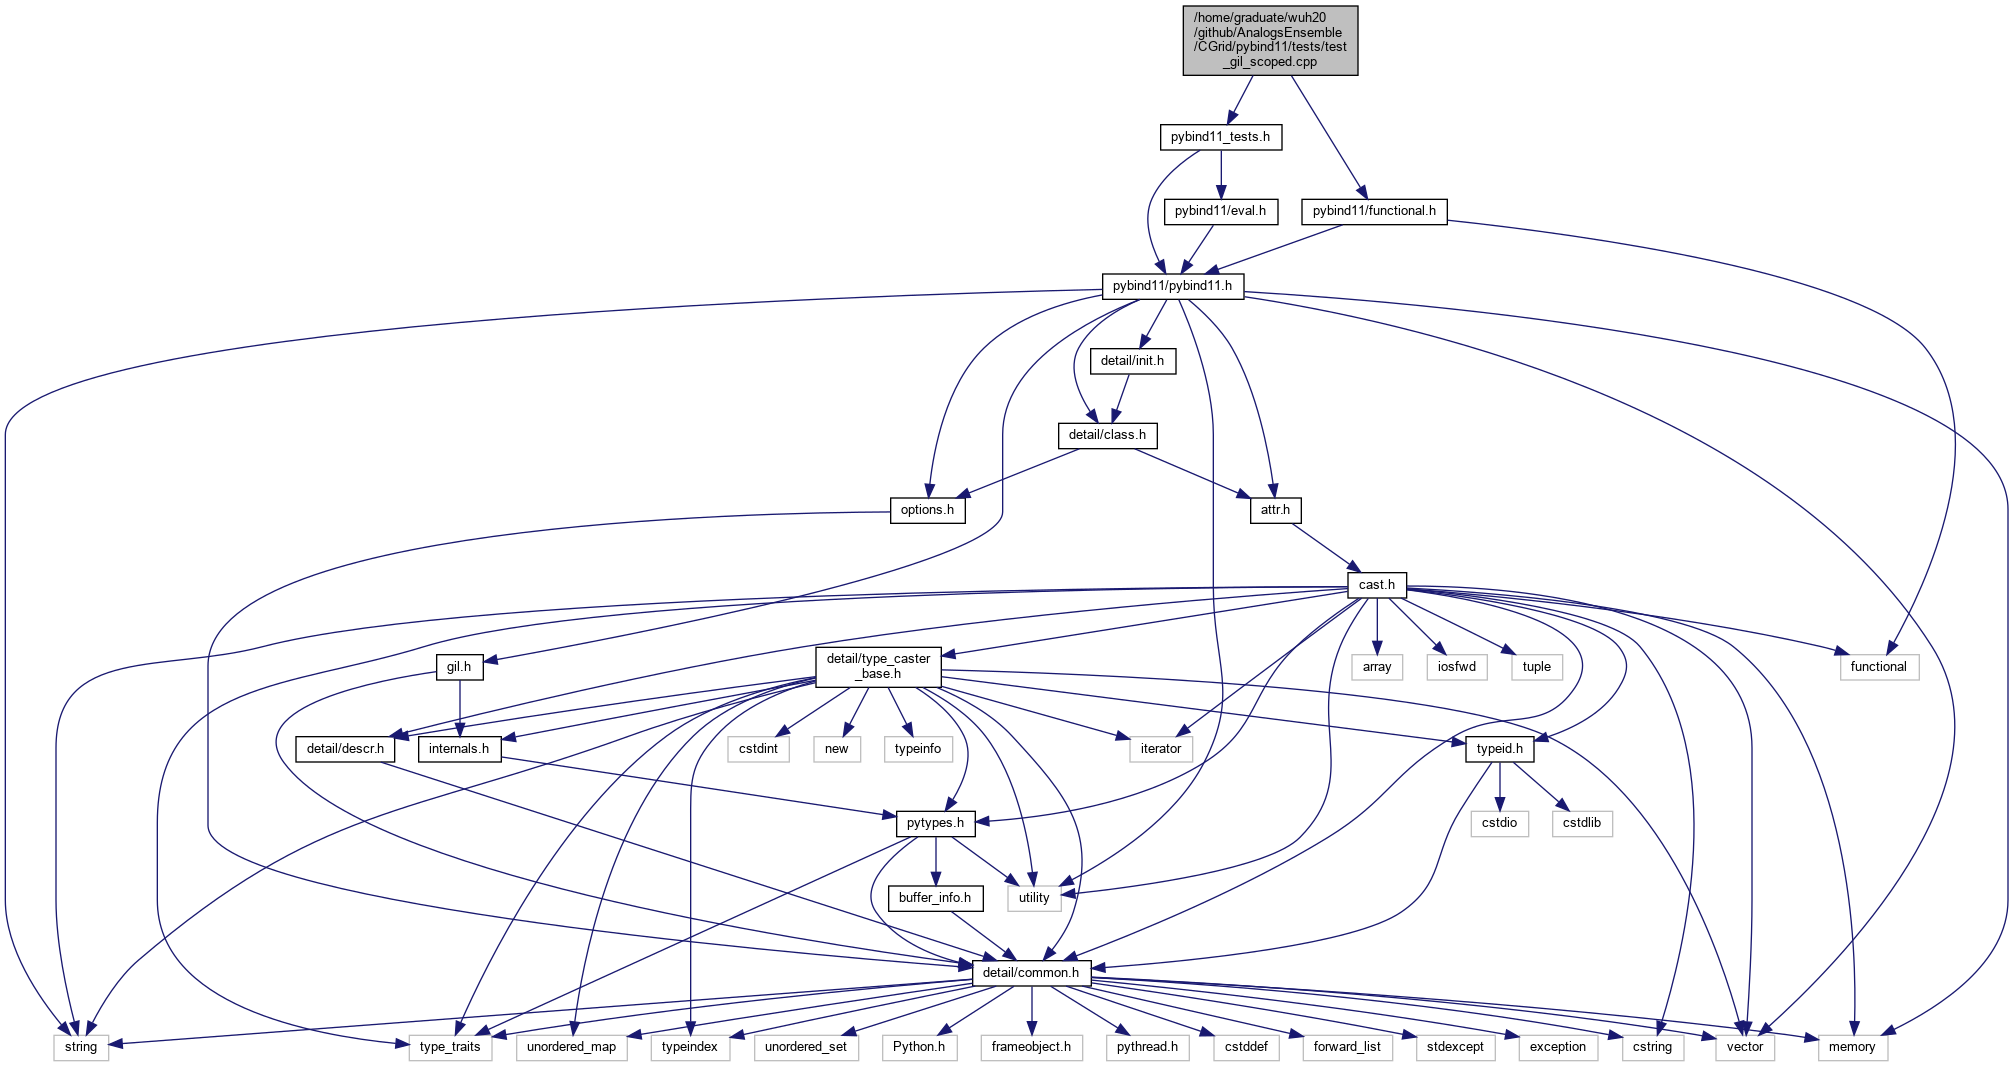 /home/graduate/wuh20
/github/AnalogsEnsemble
/CGrid/pybind11/tests/test
_gil_scoped.cpp
pybind11_tests.h
pybind11/eval.h
pybind11/functional.h
pybind11/pybind11.h
detail/init.h
detail/class.h
options.h
attr.h
cast.h
gil.h
detail/type_caster
_base.h
array
iosfwd
tuple
functional
detail/descr.h
internals.h
cstdint
new
typeinfo
iterator
typeid.h
pytypes.h
cstdio
cstdlib
buffer_info.h
utility
detail/common.h
string
type_traits
unordered_map
typeindex
unordered_set
Python.h
frameobject.h
pythread.h
cstddef
forward_list
stdexcept
exception
cstring
vector
memory